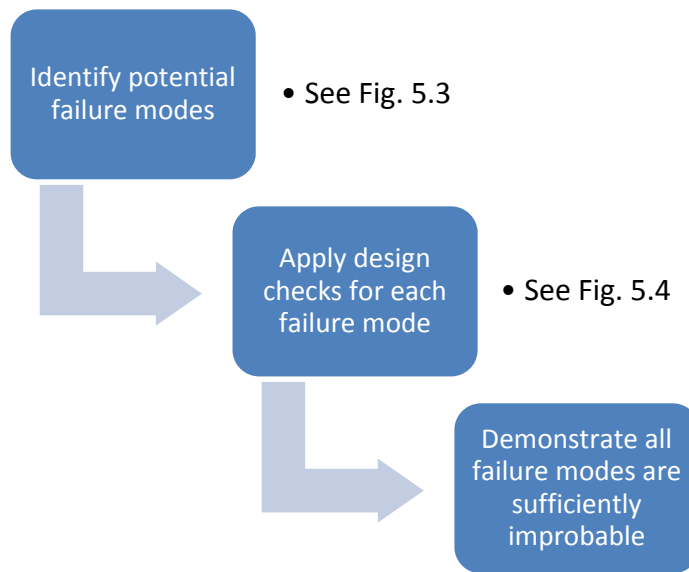 Identify potential
failure modes
• See Fig. 5.3
Apply design
checks for each
failure mode
• See Fig. 5.4
Demonstrate all
failure modes are
sufficiently
improbable